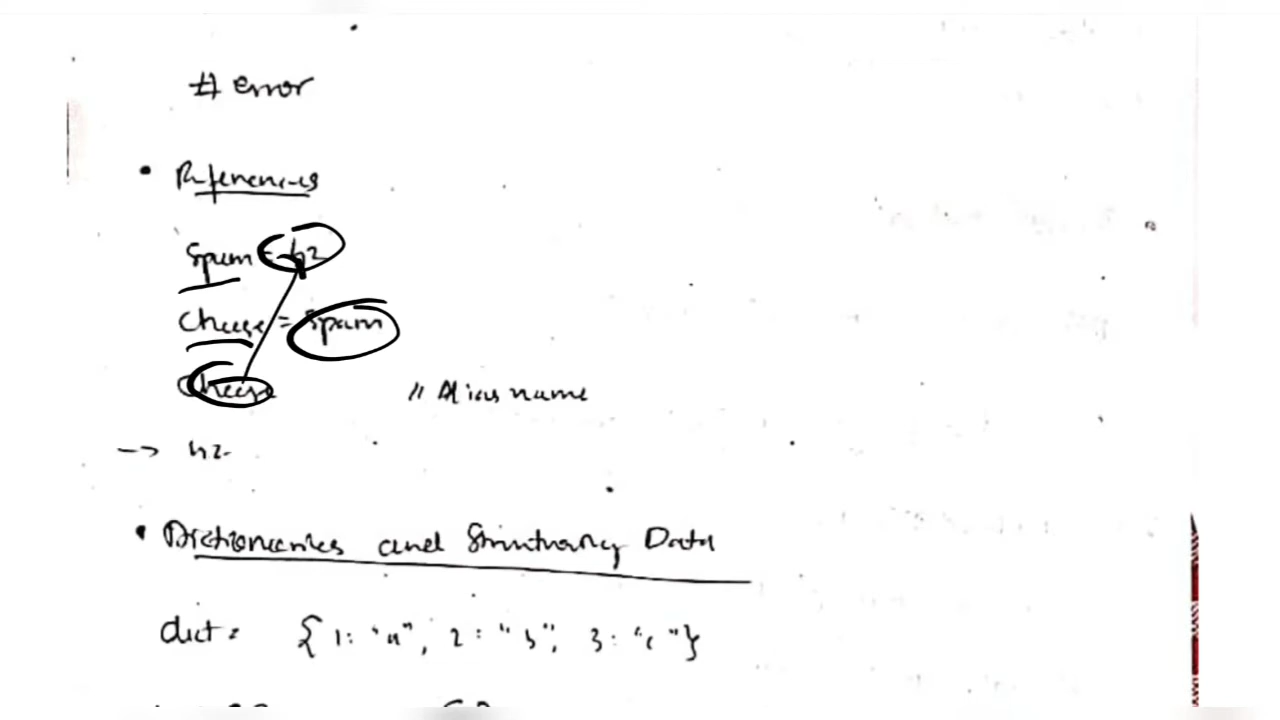 # error
• References
Spam = 42
Cheese = Spam
Cheese // Alias name
--> 42
• Dictionaries and Structuring Data
dict = {1: "a", 2: "b", 3: "c"}